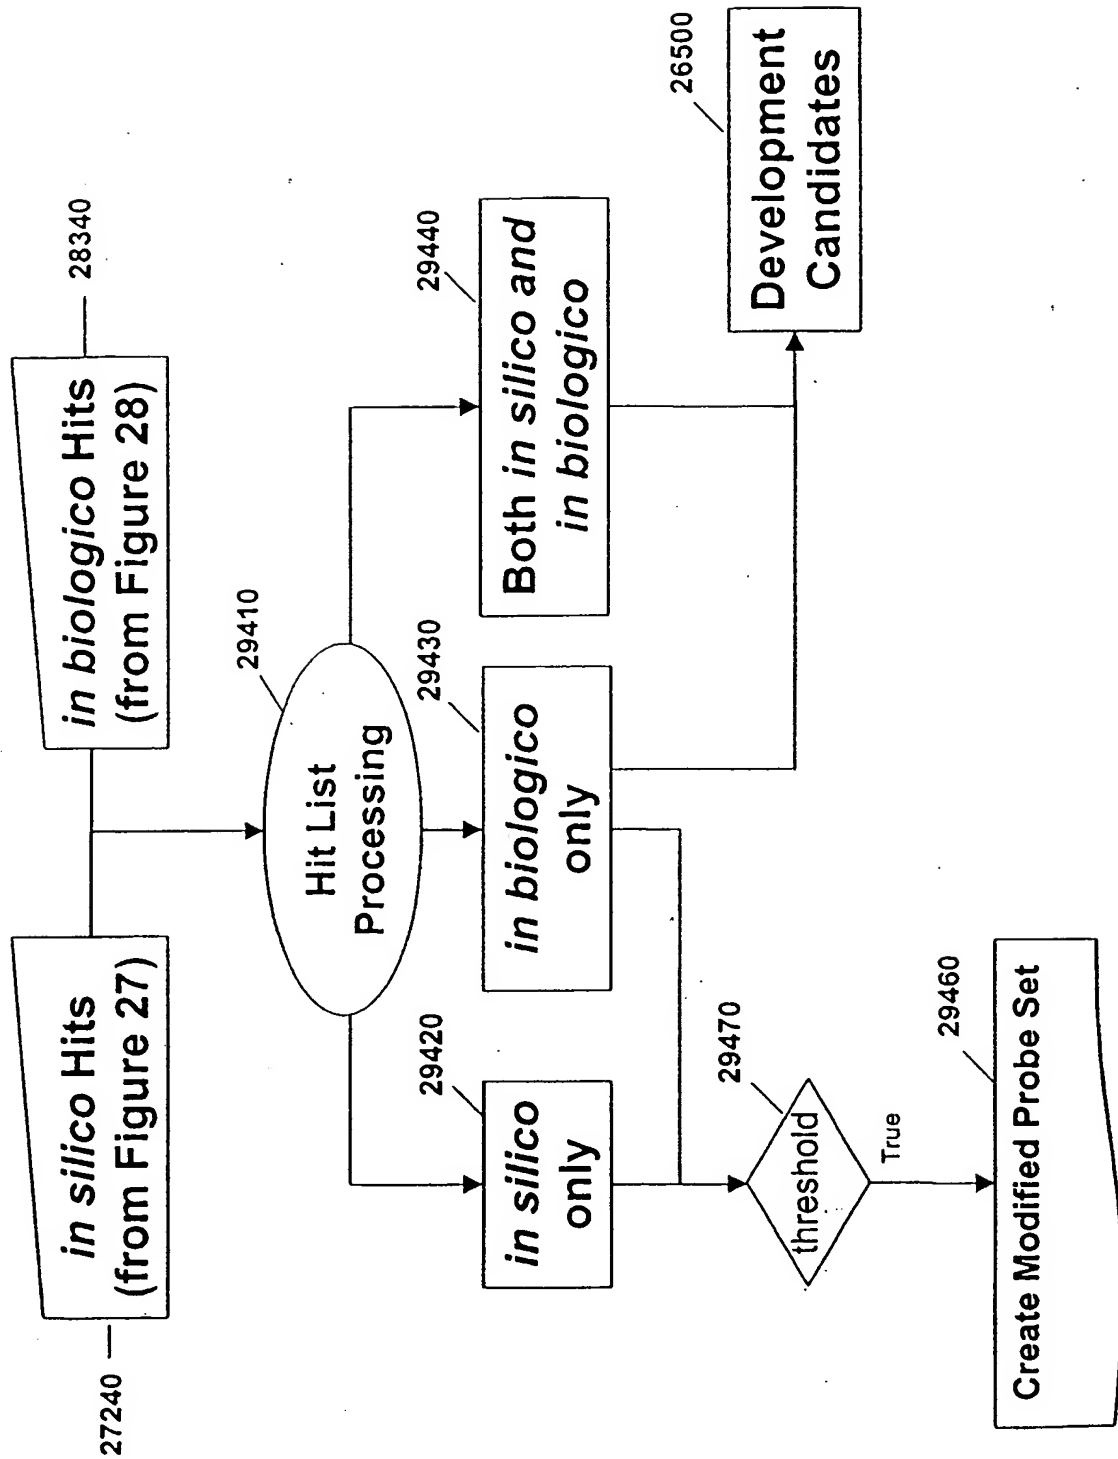 27240
in silico Hits
(from Figure 27)
in biologico Hits
(from Figure 28)
28340
29410
Hit List
Processing
29420
in silico
only
29430
in biologico
only
29440
Both in silico and
in biologico
29470
threshold
True
26500
Development
Candidates
29460
Create Modified Probe Set